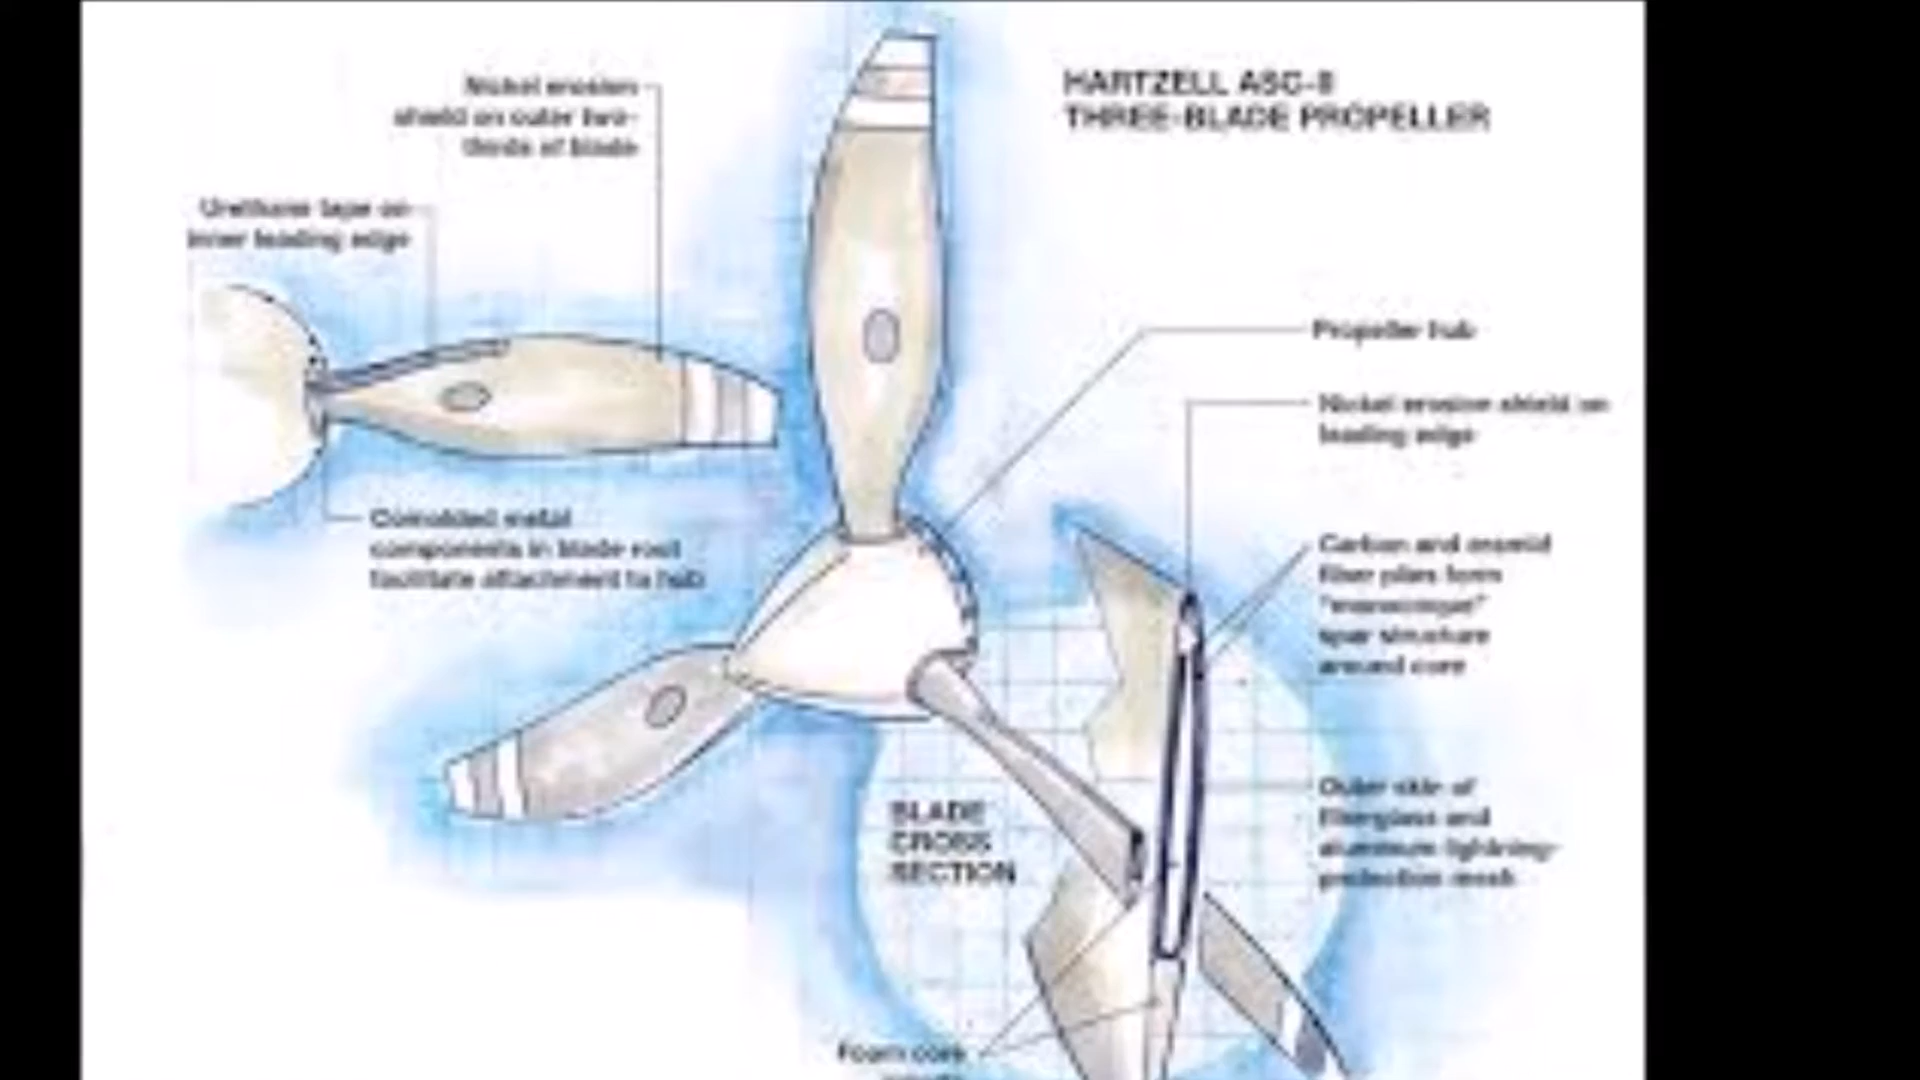 HARTZELL ASC-II
THREE-BLADE PROPELLER
Nickel erosion
shield on outer two-
thirds of blade
Urethane tape on
inner leading edge
Comolded metal
components in blade root
facilitate attachment to hub
Propeller hub
Nickel erosion shield on
leading edge
Carbon and aramid
fiber plies form
"monocoque"
spar structure
around core
Outer skin of
fiberglass and
aluminum lightning-
protection mesh
BLADE
CROSS
SECTION
Foam core